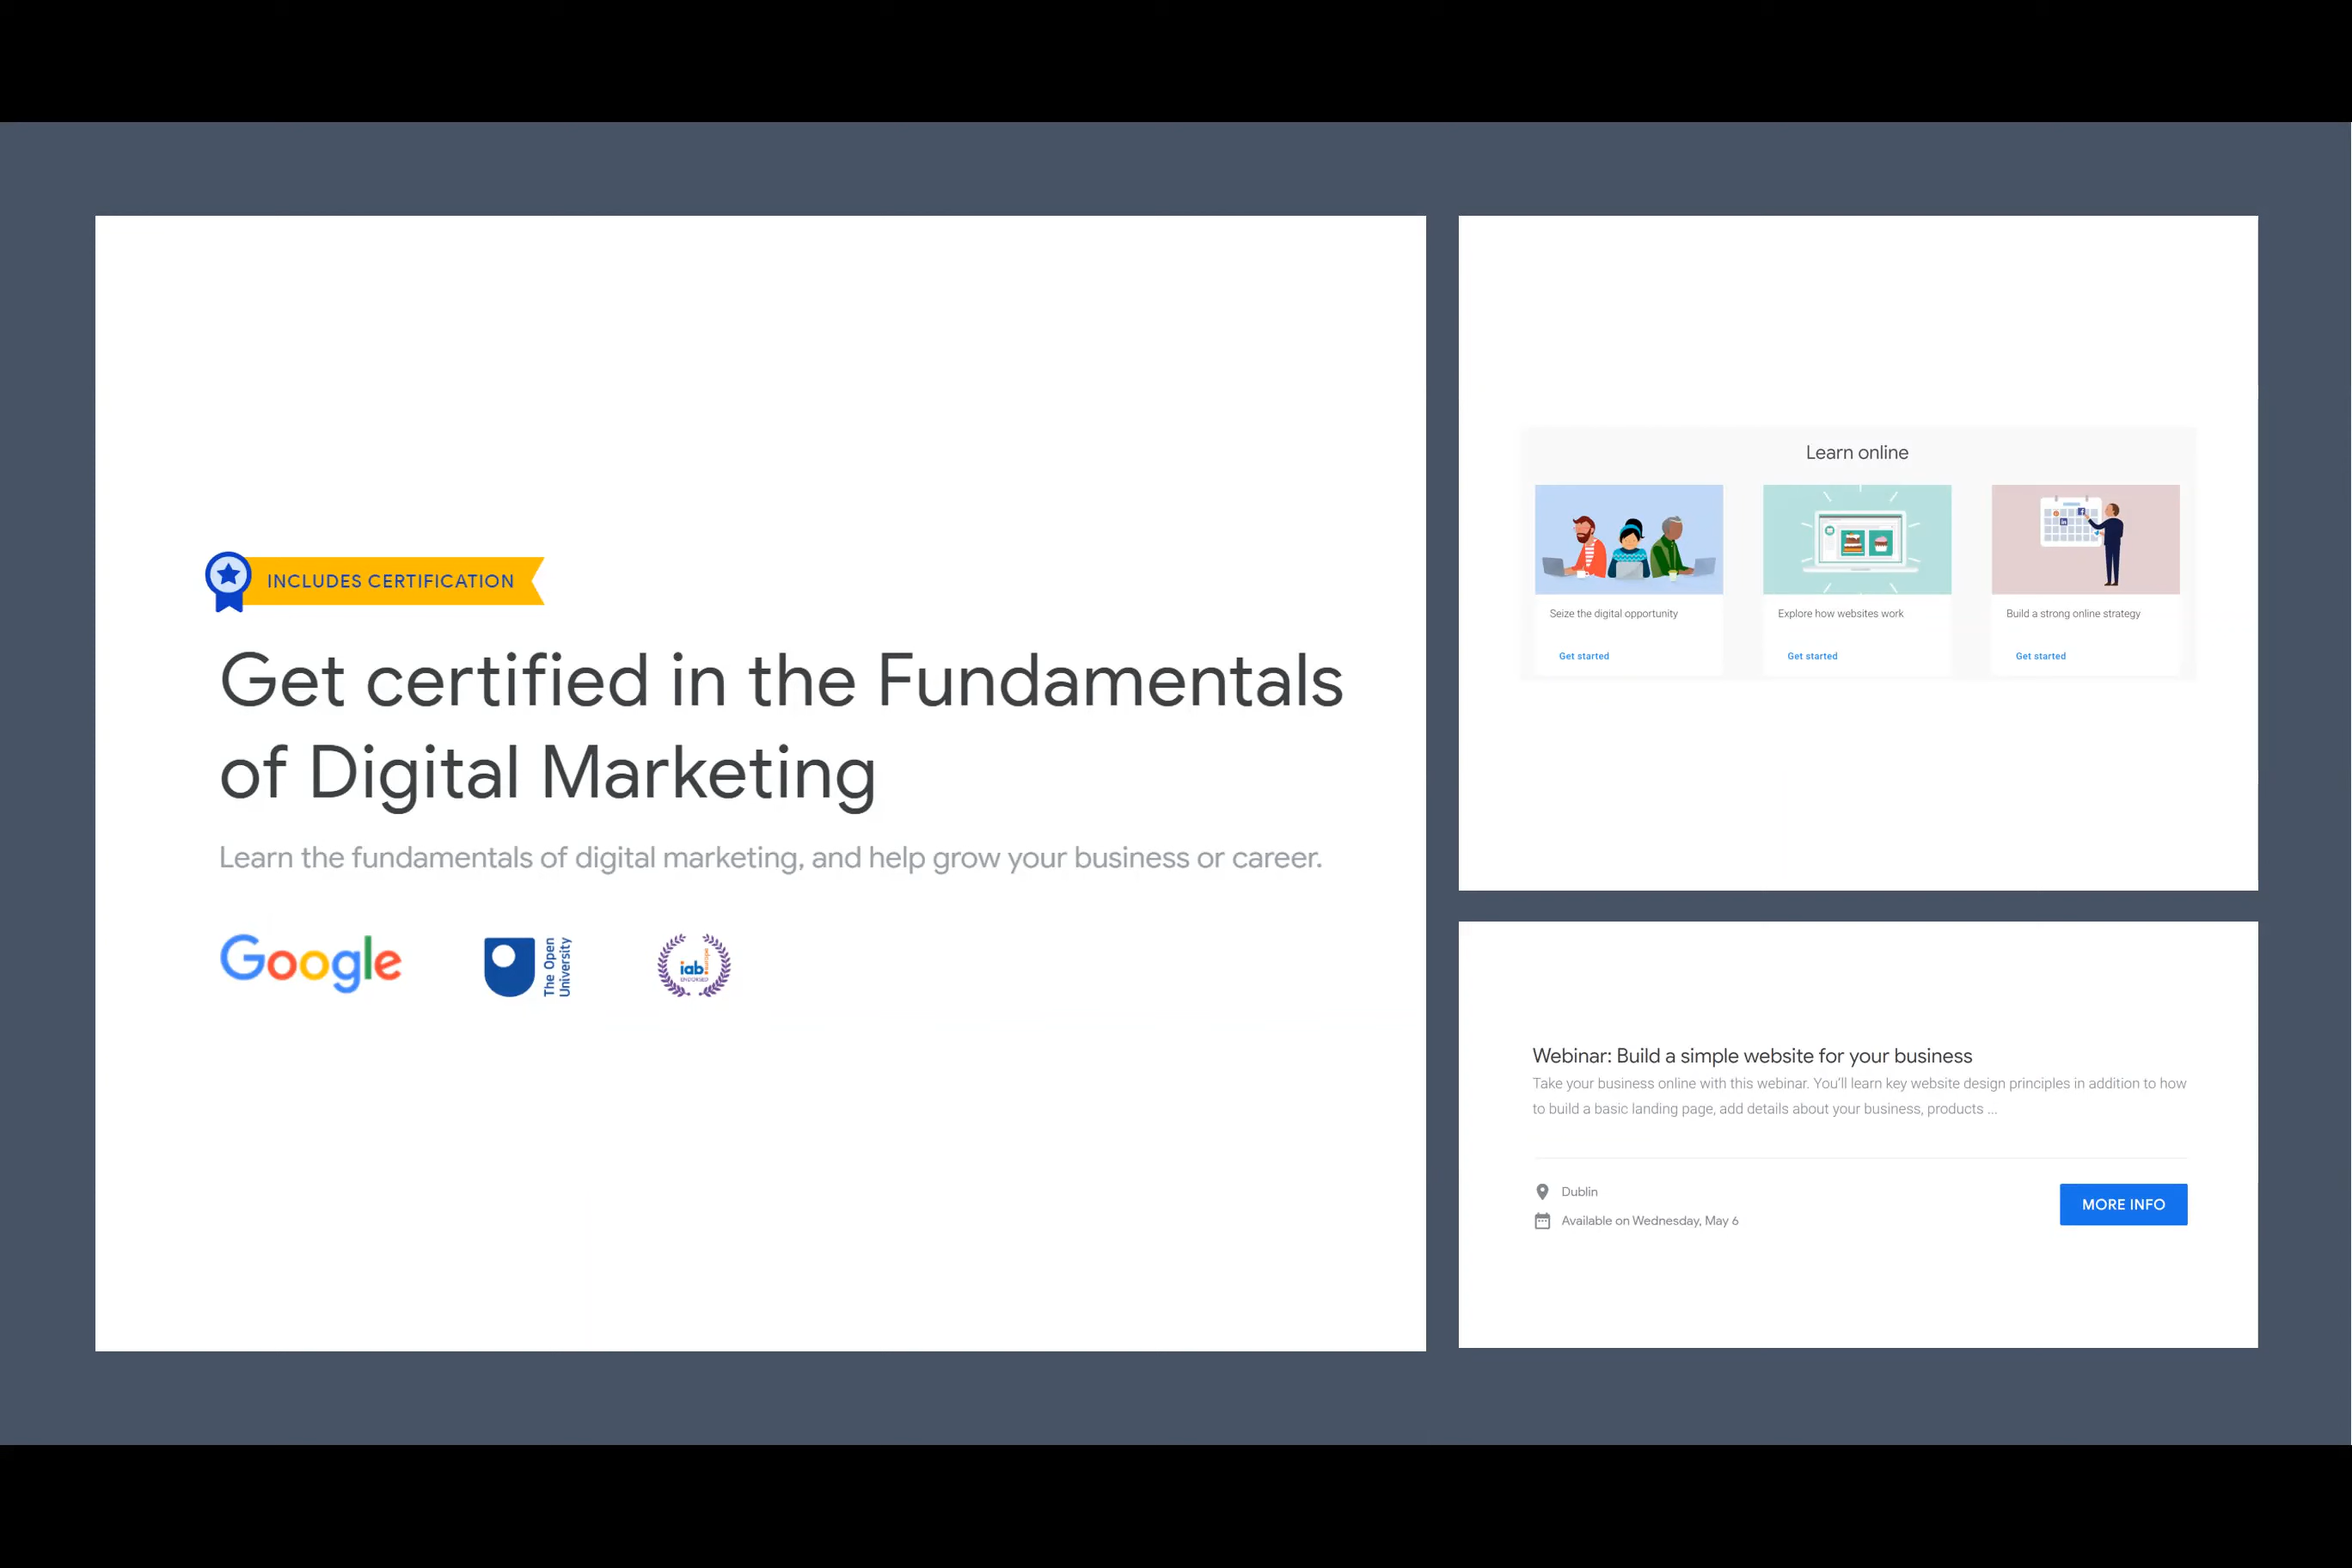 INCLUDES CERTIFICATION
Get certified in the Fundamentals
of Digital Marketing
Learn the fundamentals of digital marketing, and help grow your business or career.
Google
The Open
University
iab
europe
ENDORSED
Learn online
Seize the digital opportunity
Get started
Explore how websites work
Get started
Build a strong online strategy
Get started
Webinar: Build a simple website for your business
Take your business online with this webinar. You'll learn key website design principles in addition to how
to build a basic landing page, add details about your business, products ...
Dublin
Available on Wednesday, May 6
MORE INFO